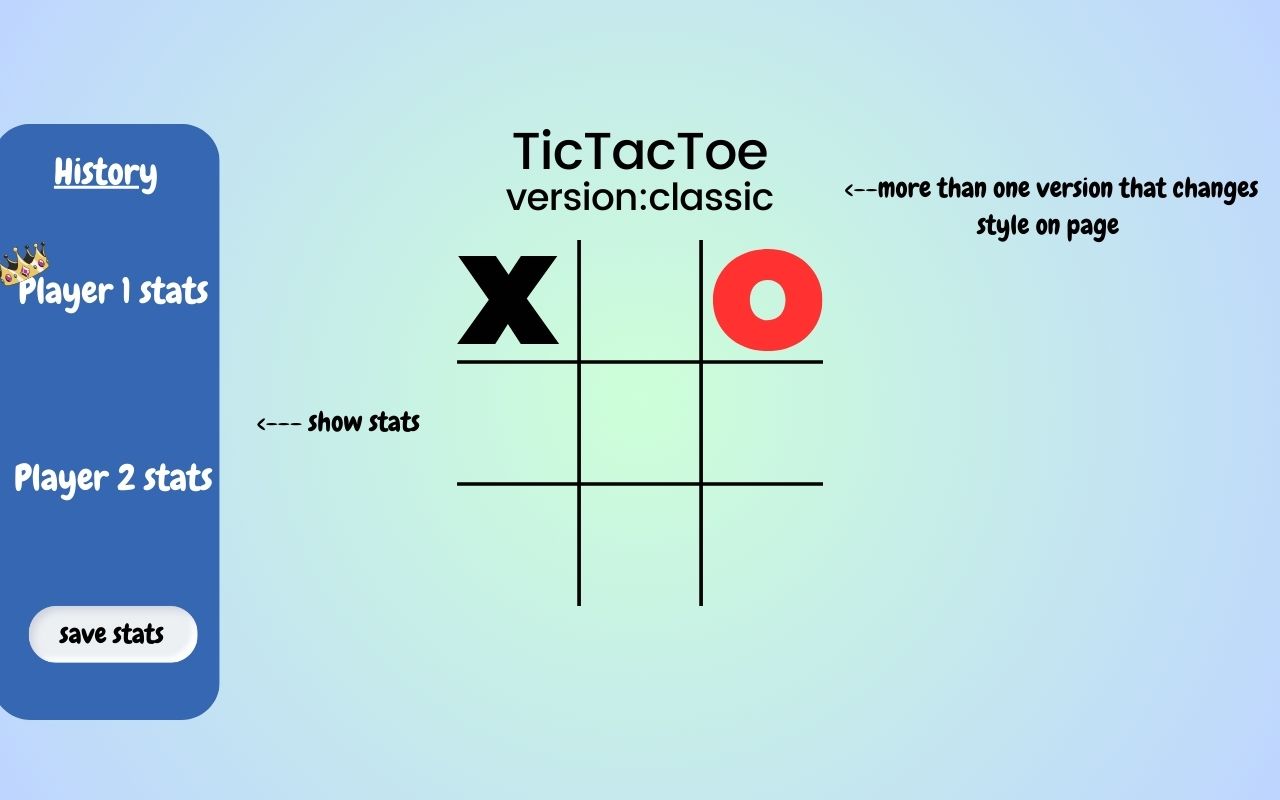 TicTacToe
version:classic
<--more than one version that changes
style on page
History
Player 1 stats
X
O
<--- show stats
Player 2 stats
save stats